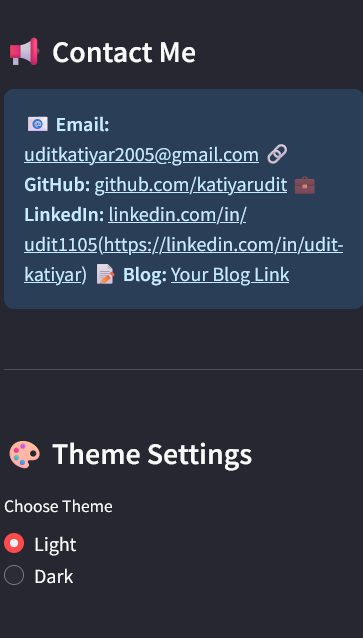 Contact Me
Email:
uditkatiyar2005@gmail.com
GitHub: github.com/katiyarudit
LinkedIn: linkedin.com/in/
udit1105(https://linkedin.com/in/udit-
katiyar) Blog: Your Blog Link
Theme Settings
Choose Theme
Light
Dark